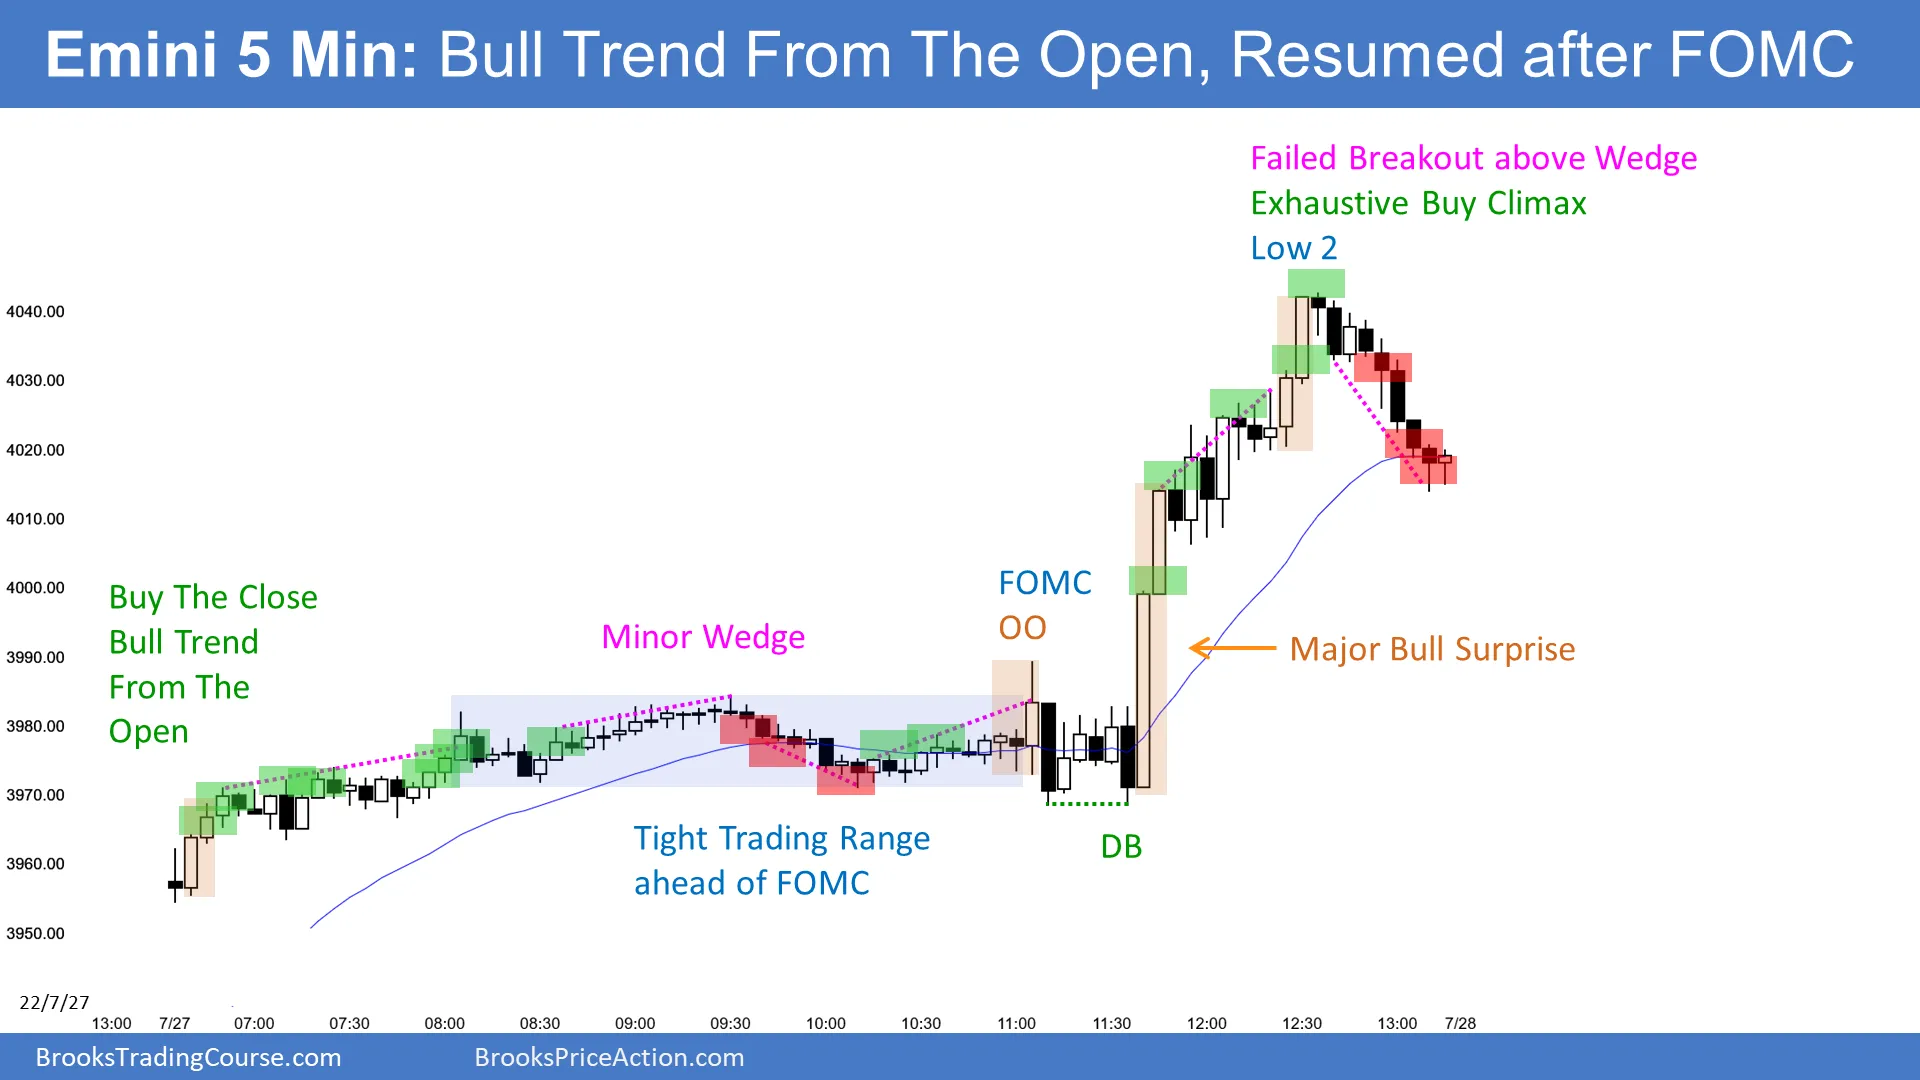 Emini 5 Min: Bull Trend From The Open, Resumed after FOMC
Failed Breakout above Wedge
Exhaustive Buy Climax
Low 2
4040.00
4030.00
4020.00
4010.00
4000.00
3990.00
3980.00
3970.00
3960.00
3950.00
Buy The Close
Bull Trend
From The
Open
Minor Wedge
FOMC
OO
Major Bull Surprise
Tight Trading Range
ahead of FOMC
DB
22/7/27
13:00 7/27 07:00 07:30 08:00 08:30 09:00 09:30 10:00 10:30 11:00 11:30 12:00 12:30 13:00 7/28
BrooksTradingCourse.com BrooksPriceAction.com